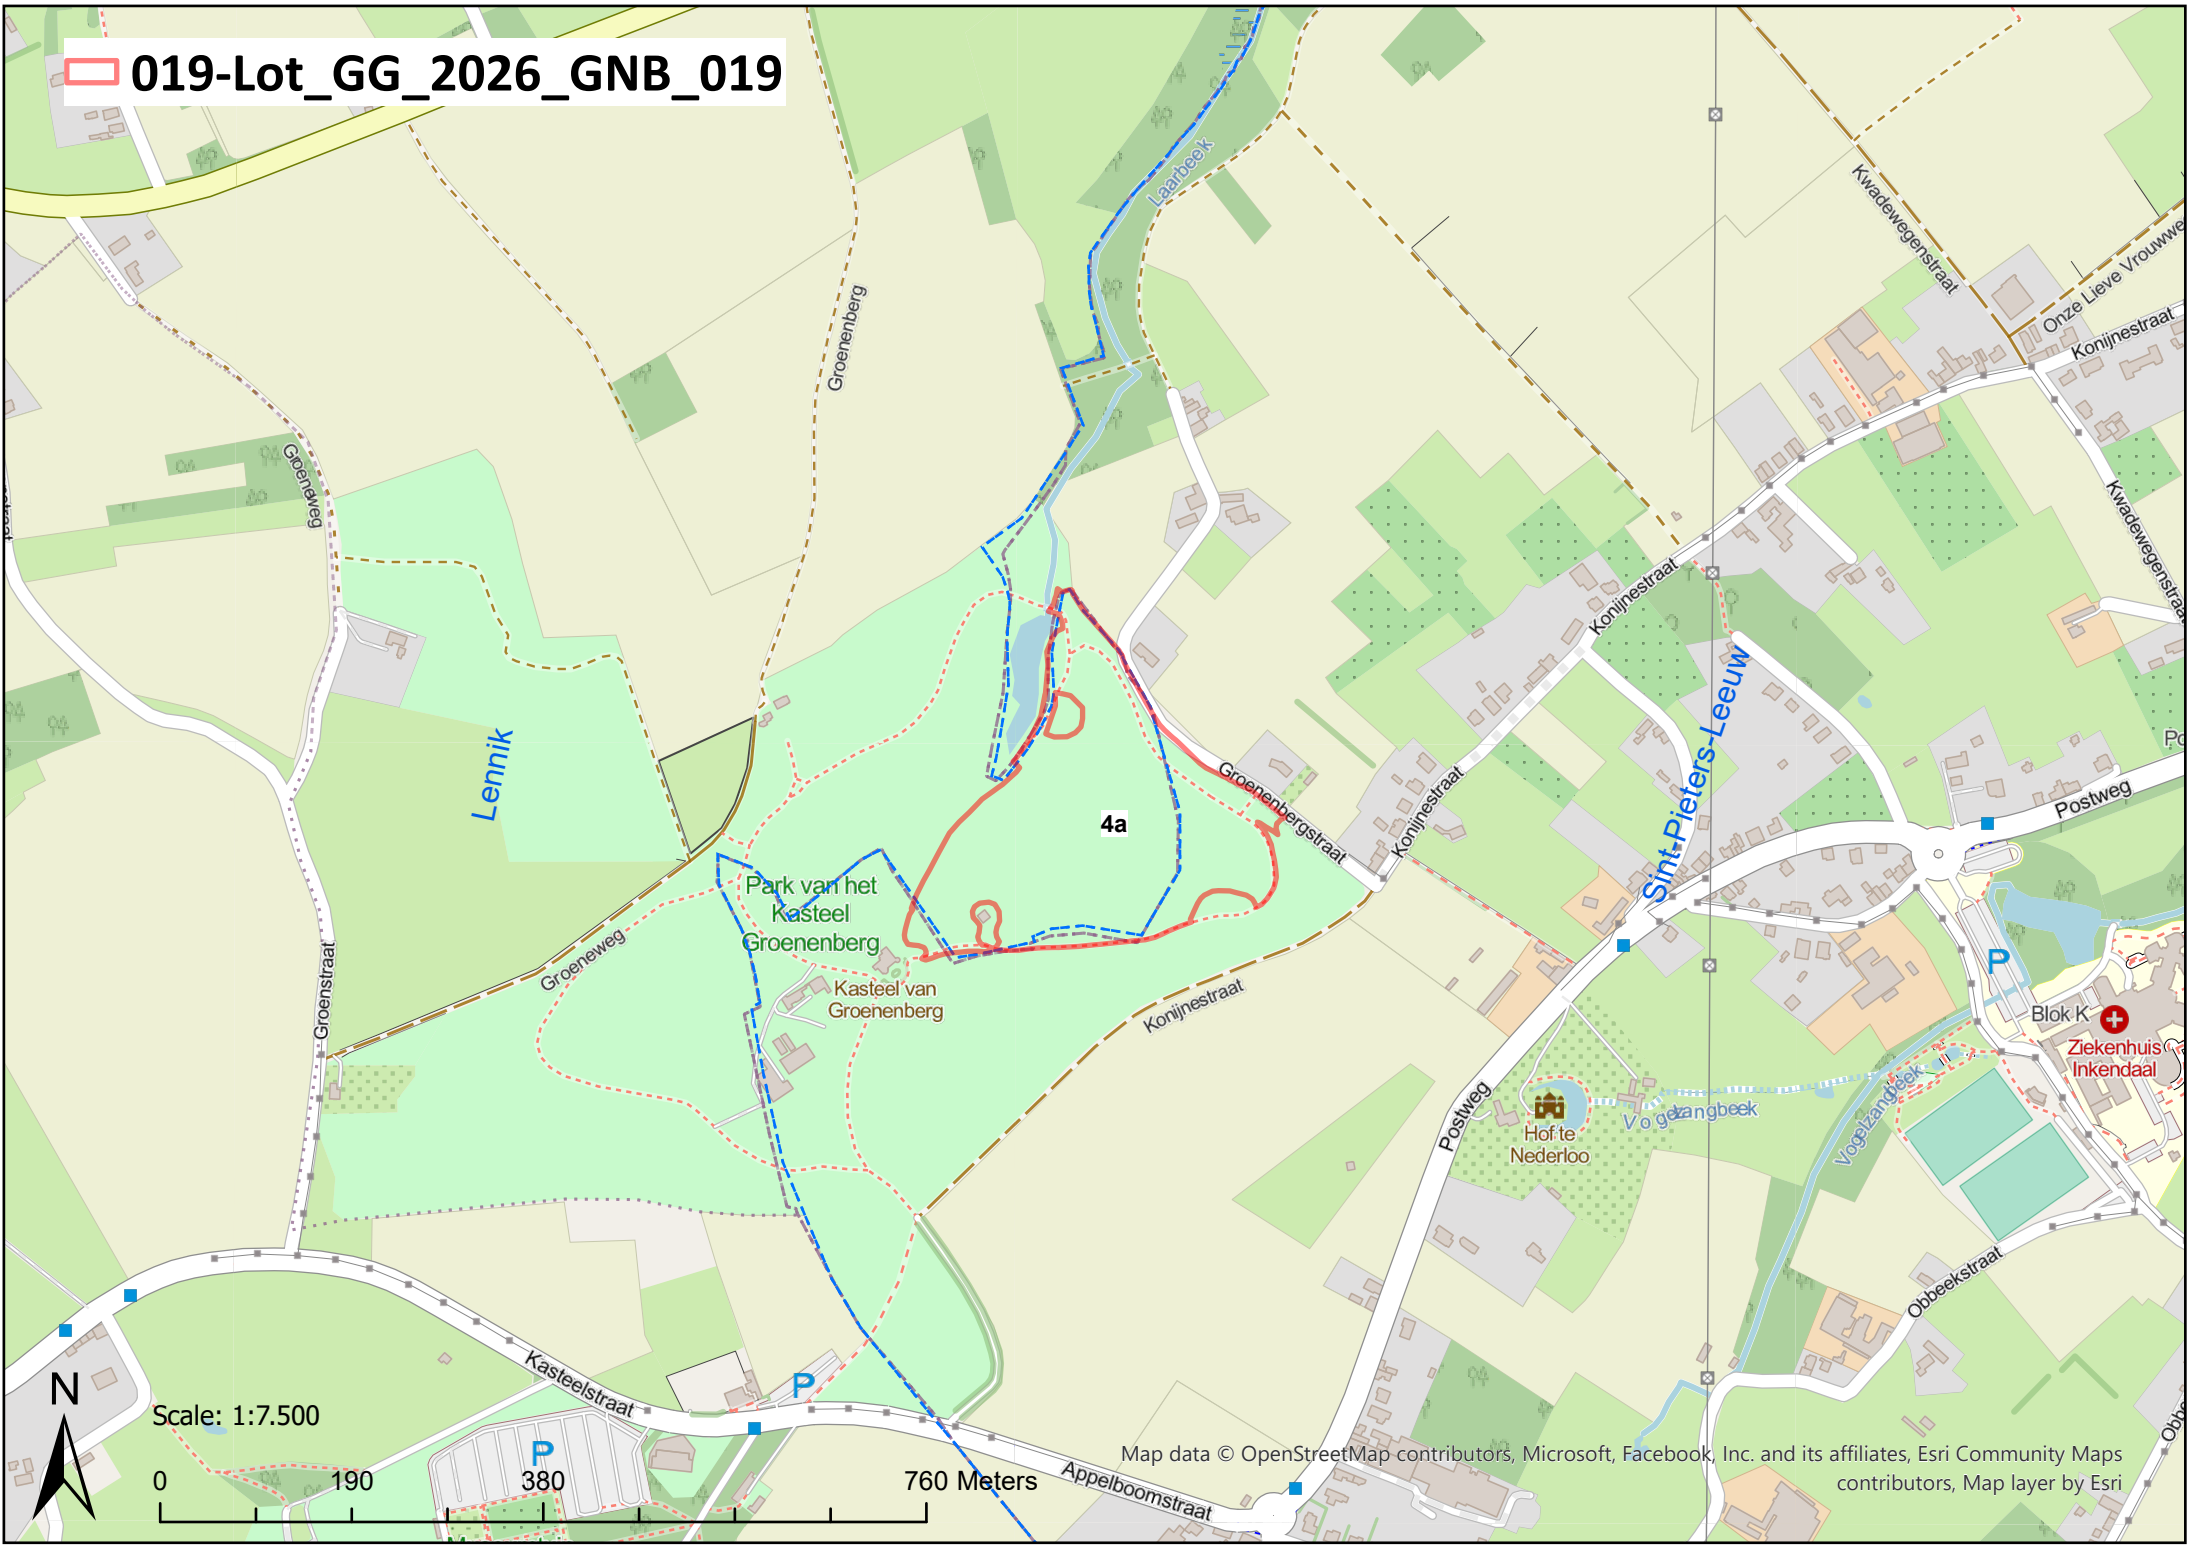 019-Lot_GG_2026_GNB_019
Laarbeek
Kwadewegenstraat
Onze Lieve Vrouwwe
Konijnestraat
Groenenberg
Groeneweg
Kwadewegenstraat
Konijnestraat
Lennik
Sint-Pieters-Leeuw
Groenenbergstraat
Konijnestraat
Postweg
Po
4a
Park van het
Kasteel
Groenenberg
Groeneweg
Groenstraat
Kasteel van
Groenenberg
Konijnestraat
P
Blok K
Ziekenhuis
Inkendaal
Postweg
Hof te
Nederloo
Vogelzangbeek
Vogelzangbeek
Obbeekstraat
Obbe
Kasteelstraat
P
P
Appelboomstraat
N
Scale: 1:7.500
0 190 380 760 Meters
Map data © OpenStreetMap contributors, Microsoft, Facebook, Inc. and its affiliates, Esri Community Maps
contributors, Map layer by Esri